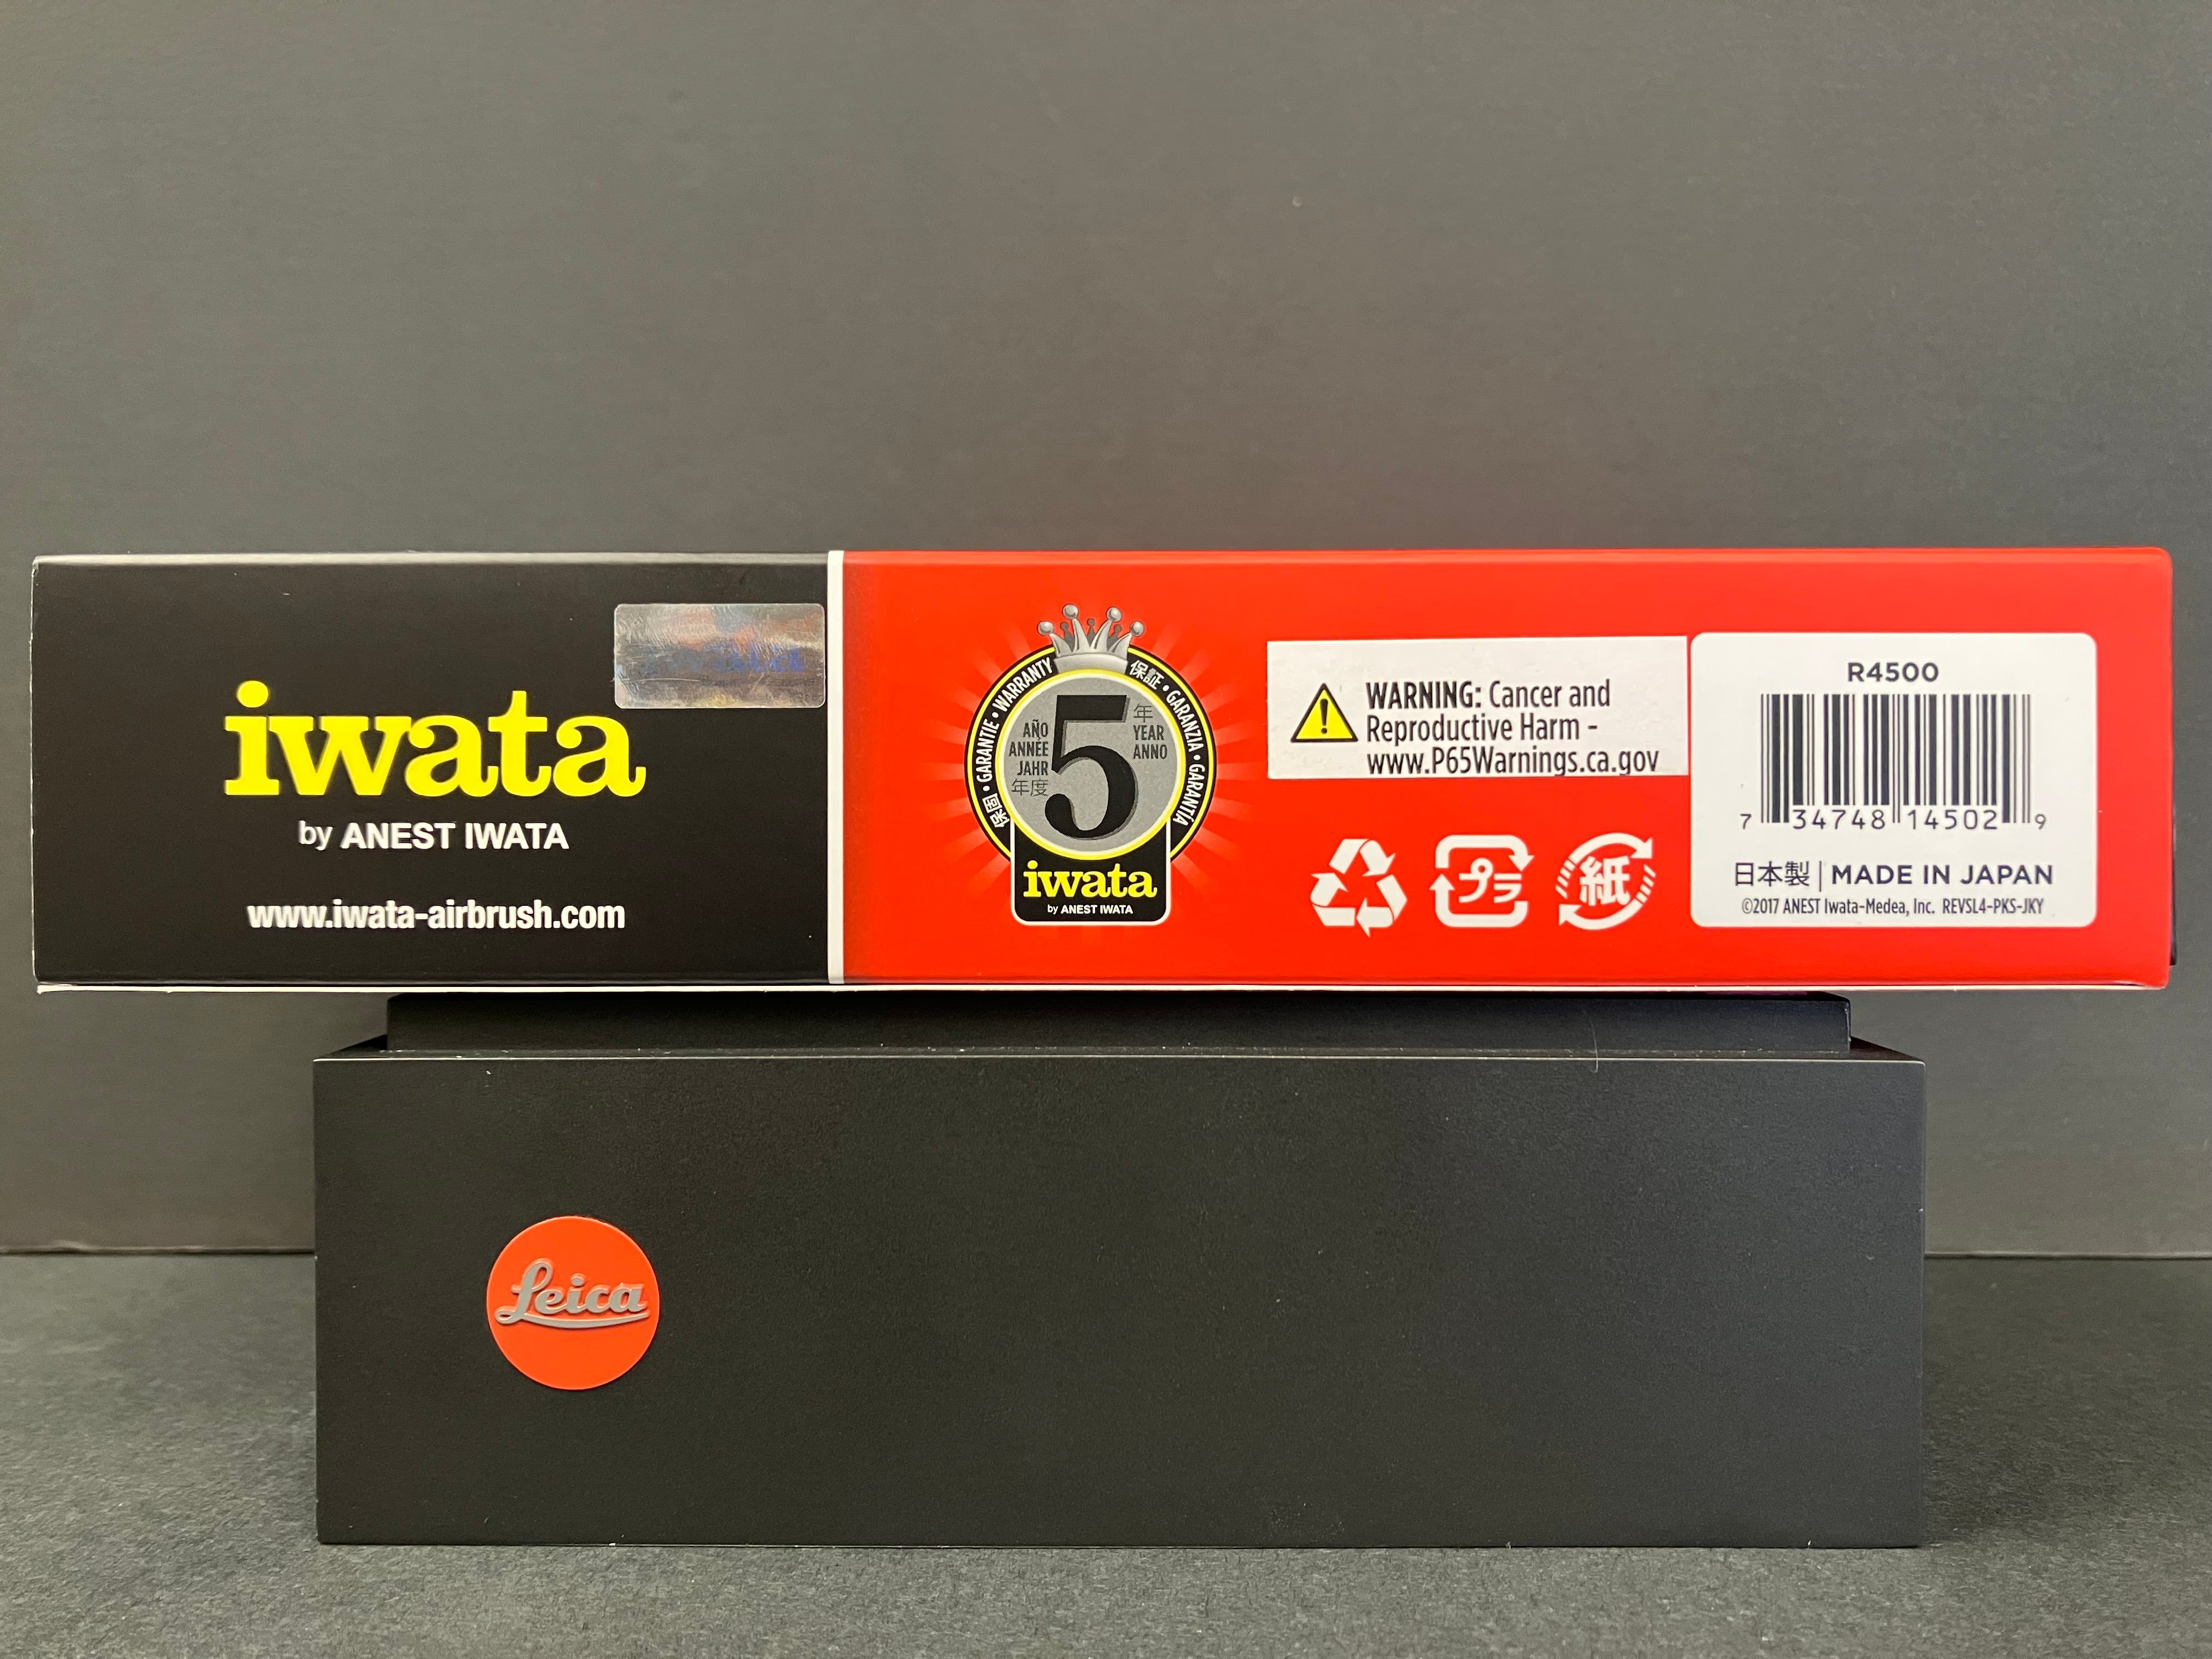 iwata
by ANEST IWATA
www.iwata-airbrush.com
保固 • GARANTIE • WARRANTY
保証 • GARANZIA • GARANTÍA
5
AÑO
ANNÉE
JAHR
年度
年
YEAR
ANNO
iwata
by ANEST IWATA
WARNING: Cancer and
Reproductive Harm -
www.P65Warnings.ca.gov
プラ
紙
R4500
7 34748 14502 9
日本製 | MADE IN JAPAN
©2017 ANEST Iwata-Medea, Inc. REVSL4-PKS-JKY
Leica